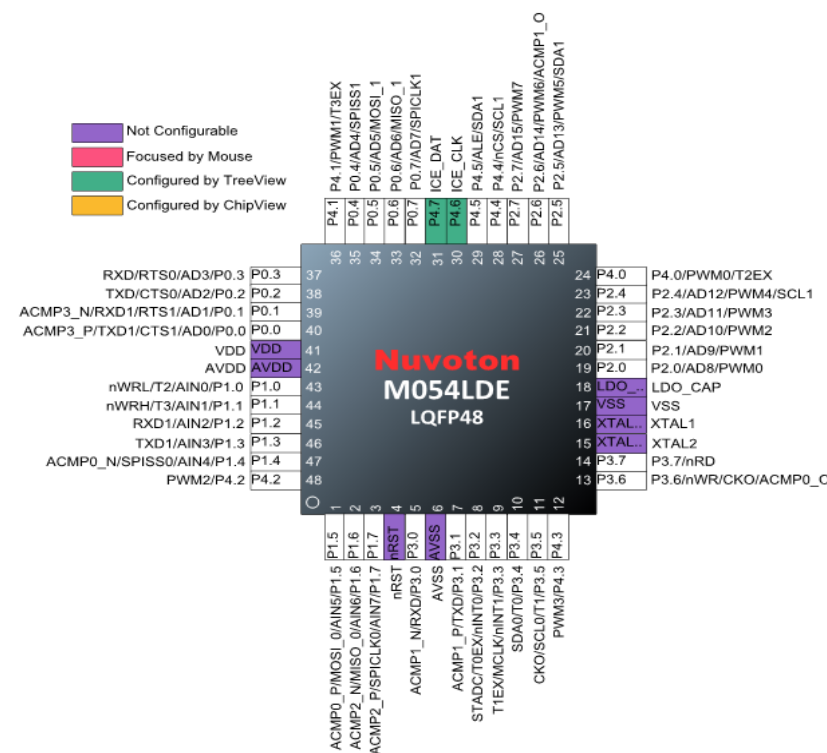 Not Configurable
Focused by Mouse
Configured by TreeView
Configured by ChipView
P4.1/PWM1/T3EX
P0.4/AD4/SPISS1
P0.5/AD5/MOSI_1
P0.6/AD6/MISO_1
P0.7/AD7/SPICLK1
ICE_DAT
ICE_CLK
P4.5/ALE/SDA1
P4.4/nCS/SCL1
P2.7/AD15/PWM7
P2.6/AD14/PWM6/ACMP1_O
P2.5/AD13/PWM5/SDA1
P4.1
P0.4
P0.5
P0.6
P0.7
P4.7
P4.6
P4.5
P4.4
P2.7
P2.6
P2.5
36
35
34
33
32
31
30
29
28
27
26
25
RXD/RTS0/AD3/P0.3 P0.3 37
TXD/CTS0/AD2/P0.2 P0.2 38
ACMP3_N/RXD1/RTS1/AD1/P0.1 P0.1 39
ACMP3_P/TXD1/CTS1/AD0/P0.0 P0.0 40
VDD VDD 41
AVDD AVDD 42
nWRL/T2/AIN0/P1.0 P1.0 43
nWRH/T3/AIN1/P1.1 P1.1 44
RXD1/AIN2/P1.2 P1.2 45
TXD1/AIN3/P1.3 P1.3 46
ACMP0_N/SPISS0/AIN4/P1.4 P1.4 47
PWM2/P4.2 P4.2 48
Nuvoton
M054LDE
LQFP48
24 P4.0 P4.0/PWM0/T2EX
23 P2.4 P2.4/AD12/PWM4/SCL1
22 P2.3 P2.3/AD11/PWM3
21 P2.2 P2.2/AD10/PWM2
20 P2.1 P2.1/AD9/PWM1
19 P2.0 P2.0/AD8/PWM0
18 LDO_.. LDO_CAP
17 VSS VSS
16 XTAL.. XTAL1
15 XTAL.. XTAL2
14 P3.7 P3.7/nRD
13 P3.6 P3.6/nWR/CKO/ACMP0_O
1
2
3
4
5
6
7
8
9
10
11
12
P1.5
P1.6
P1.7
nRST
P3.0
AVSS
P3.1
P3.2
P3.3
P3.4
P3.5
P4.3
ACMP0_P/MOSI_0/AIN5/P1.5
ACMP2_N/MISO_0/AIN6/P1.6
ACMP2_P/SPICLK0/AIN7/P1.7
nRST
ACMP1_N/RXD/P3.0
AVSS
ACMP1_P/TXD/P3.1
STADC/T0EX/nINT0/P3.2
T1EX/MCLK/nINT1/P3.3
SDA0/T0/P3.4
CKO/SCL0/T1/P3.5
PWM3/P4.3